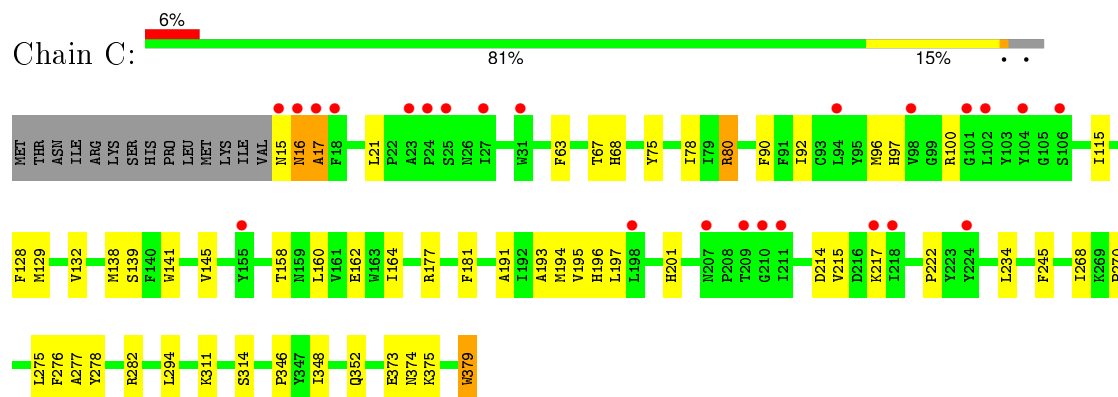 6%
Chain C:
81% 15% • •
MET THR ASN ILE ARG LYS SER HIS PRO LEU MET LYS ILE VAL N15 N16 A17 F18 L21 P22 A23 P24 S25 N26 I27 W31 F63 T67 H68 Y75 I78 I79 R80 F90 F91 I92 C93 L94 Y95 M96 H97 V98 G99 R100 G101 L102 Y103 Y104 G105 S106 I115
F128 M129 V132 M138 S139 F140 W141 V145 Y155 T158 N159 L160 V161 E162 W163 I164 R177 F181 A191 I192 A193 M194 V195 H196 L197 L198 H201 N207 P208 T209 G210 I211 D214 V215 D216 K217 I218 P222 Y223 Y224 L234 F245 I268 K269 P270
L275 F276 A277 Y278 R282 L294 K311 S314 P346 Y347 I348 Q352 E373 N374 K375 W379